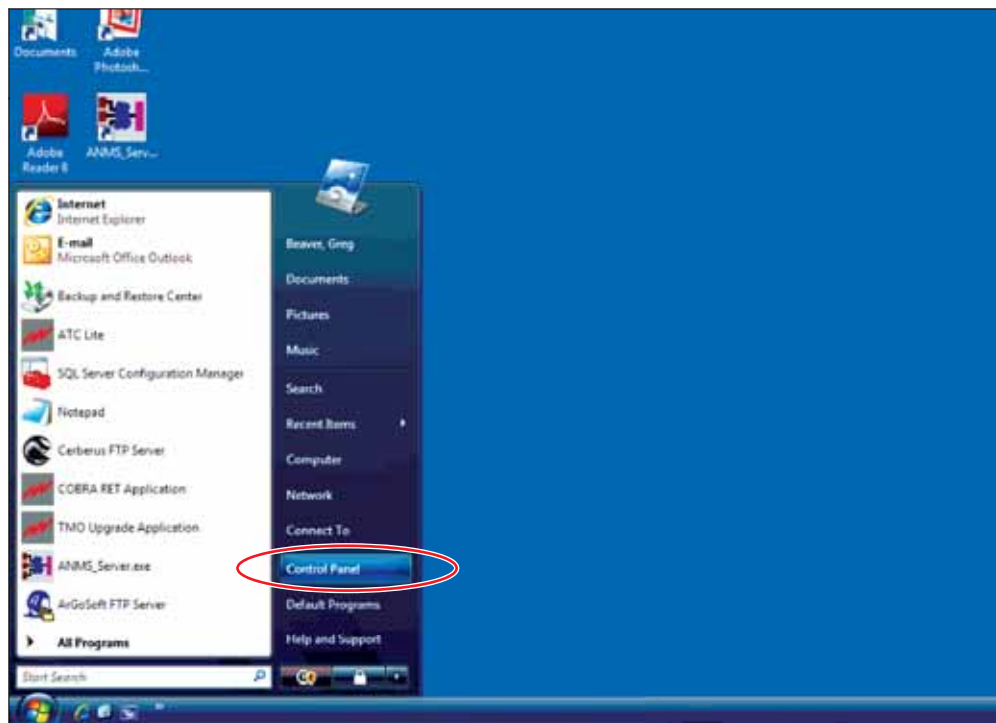 Documents
Adobe
Photosh...
Adobe
Reader 8
ANMS_Serv...
Internet
Internet Explorer
E-mail
Microsoft Office Outlook
Backup and Restore Center
ATC Lite
SQL Server Configuration Manager
Notepad
Cerberus FTP Server
COBRA RET Application
TMO Upgrade Application
ANMS_Server.exe
ArGoSoft FTP Server
All Programs
Start Search
Beaver, Greg
Documents
Pictures
Music
Search
Recent Items
Computer
Network
Connect To
Control Panel
Default Programs
Help and Support